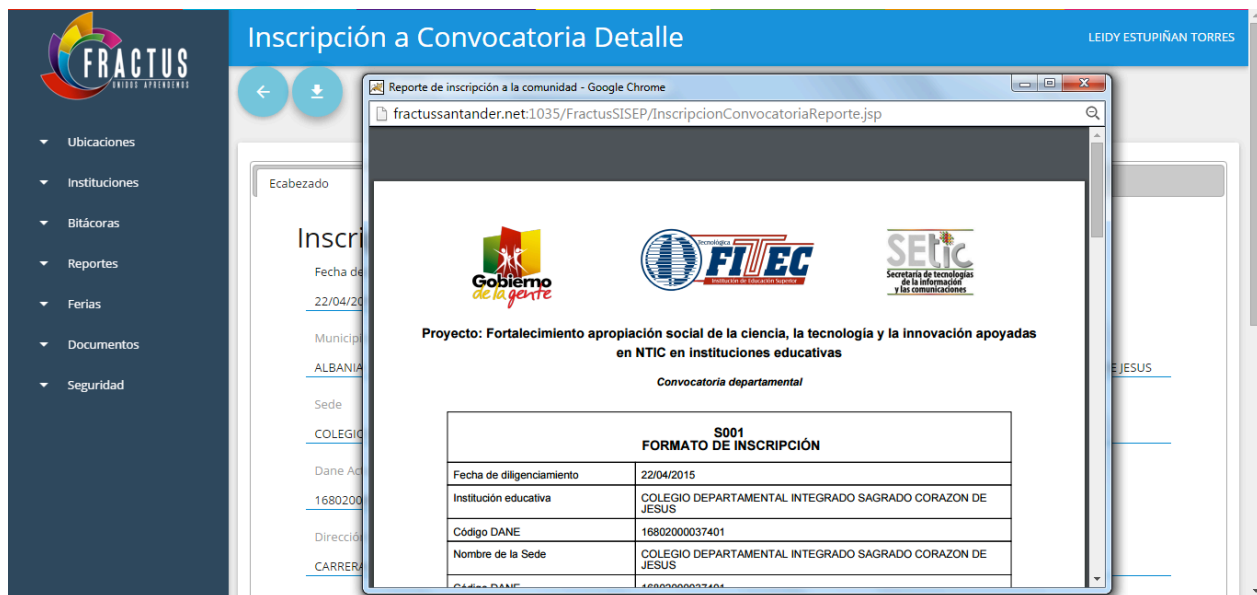 FRACTUS
UNIDOS APRENDEMOS
Inscripción a Convocatoria Detalle
LEIDY ESTUPIÑAN TORRES
Ubicaciones
Instituciones
Bitácoras
Reportes
Ferias
Documentos
Seguridad
Ecabezado
Inscri
Fecha de
22/04/20
Municipi
ALBANIA
E JESUS
Sede
COLEGIO
Dane Ac
1680200
Dirección
CARRERA
Reporte de inscripción a la comunidad - Google Chrome
fractussantander.net:1035/FractusSISEP/InscripcionConvocatoriaReporte.jsp
Gobierno
de la gente
Tecnológica
FITEC
Institución de Educación Superior
SETic
Secretaría de tecnologías
de la información
y las comunicaciones
Proyecto: Fortalecimiento apropiación social de la ciencia, la tecnología y la innovación apoyadas
en NTIC en instituciones educativas
Convocatoria departamental
S001
FORMATO DE INSCRIPCIÓN
Fecha de diligenciamiento 22/04/2015
Institución educativa COLEGIO DEPARTAMENTAL INTEGRADO SAGRADO CORAZON DE
JESUS
Código DANE 16802000037401
Nombre de la Sede COLEGIO DEPARTAMENTAL INTEGRADO SAGRADO CORAZON DE
JESUS
Código DANE 16802000037401